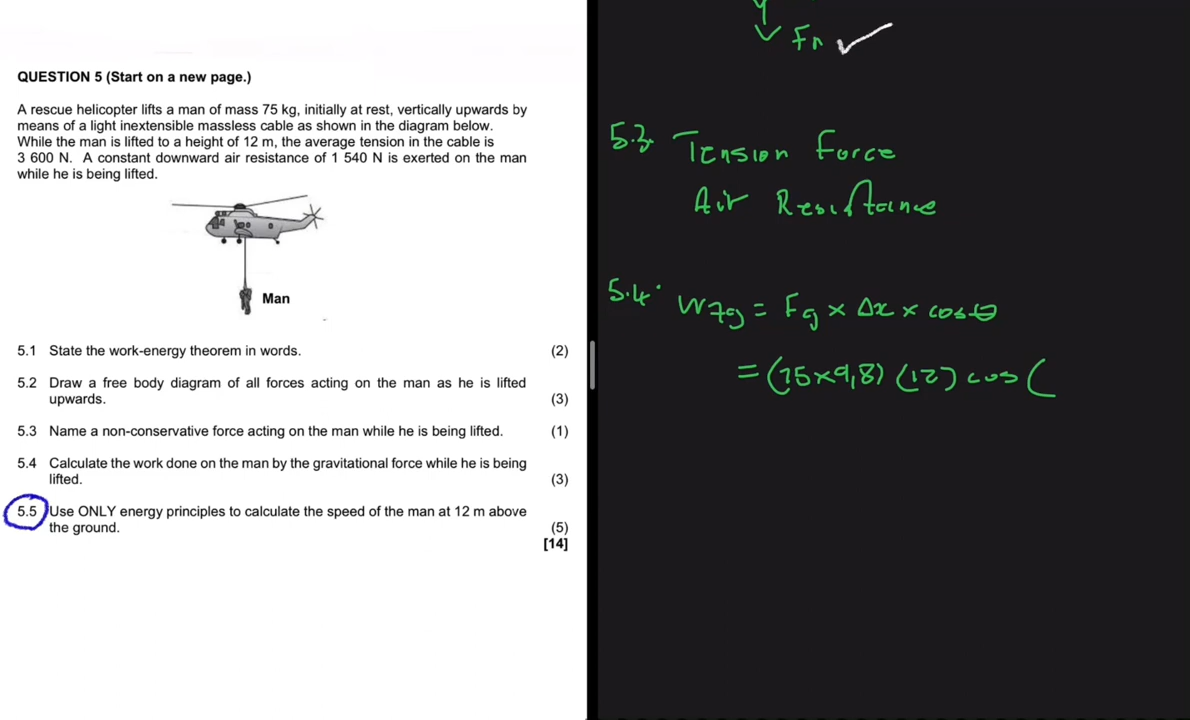 QUESTION 5 (Start on a new page.)
A rescue helicopter lifts a man of mass 75 kg, initially at rest, vertically upwards by
means of a light inextensible massless cable as shown in the diagram below.
While the man is lifted to a height of 12 m, the average tension in the cable is
3 600 N. A constant downward air resistance of 1 540 N is exerted on the man
while he is being lifted.
Man
5.1 State the work-energy theorem in words. (2)
5.2 Draw a free body diagram of all forces acting on the man as he is lifted
upwards. (3)
5.3 Name a non-conservative force acting on the man while he is being lifted. (1)
5.4 Calculate the work done on the man by the gravitational force while he is being
lifted. (3)
5.5 Use ONLY energy principles to calculate the speed of the man at 12 m above
the ground. (5)
[14]
5.3 Tension Force
Air Resistance
5.4. = Fg × Δx × cosθ
= (75×9,8) (12) cos (